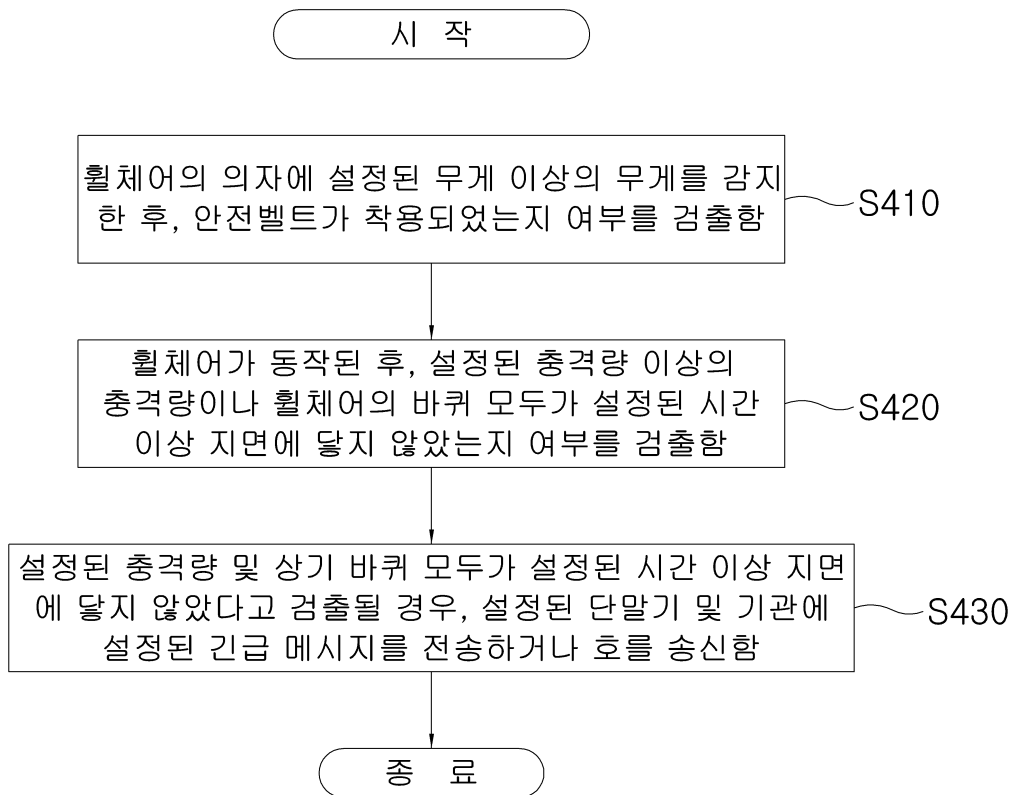 시 작
휠체어의 의자에 설정된 무게 이상의 무게를 감지
한 후, 안전벨트가 착용되었는지 여부를 검출함
S410
휠체어가 동작된 후, 설정된 충격량 이상의
충격량이나 휠체어의 바퀴 모두가 설정된 시간
이상 지면에 닿지 않았는지 여부를 검출함
S420
설정된 충격량 및 상기 바퀴 모두가 설정된 시간 이상 지면
에 닿지 않았다고 검출될 경우, 설정된 단말기 및 기관에
설정된 긴급 메시지를 전송하거나 호를 송신함
S430
종 료